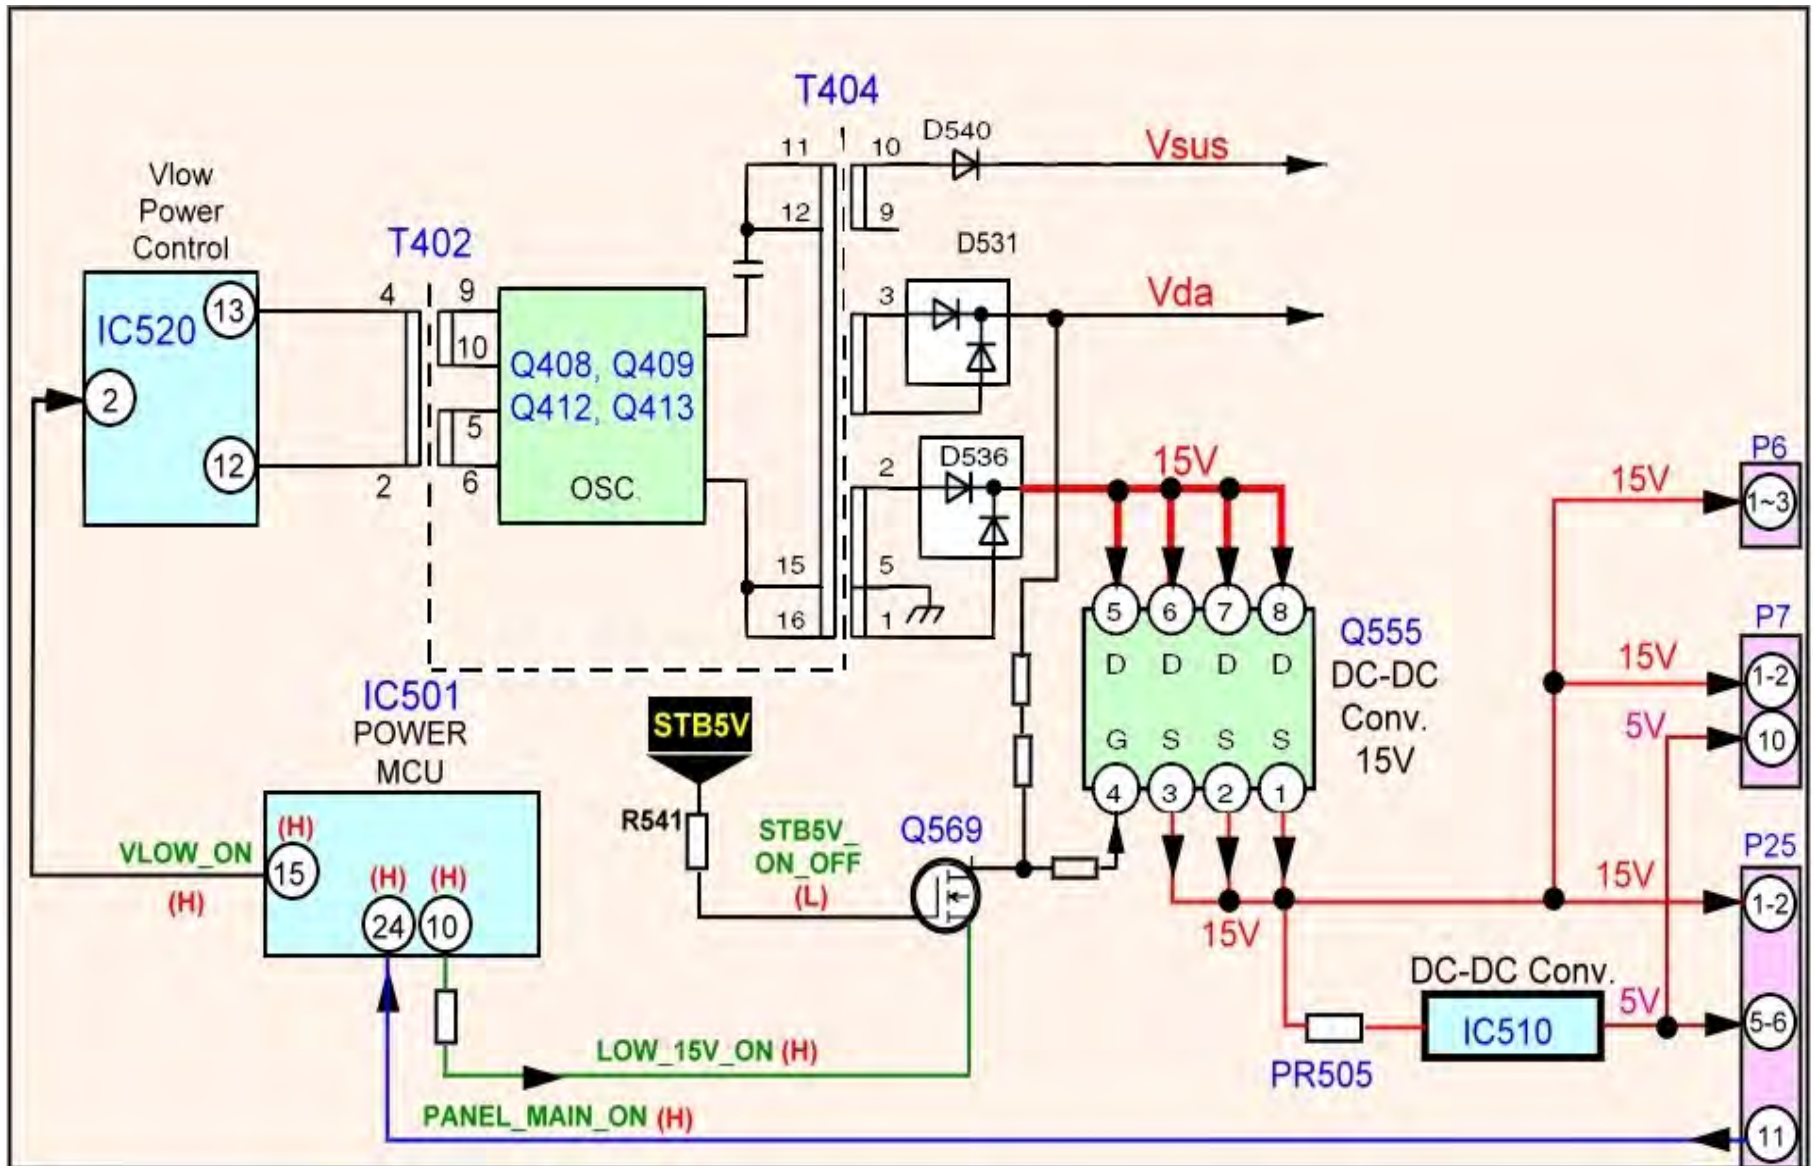 T404
D540
Vsus
11
10
12
9
Vlow
Power
Control
T402
D531
Vda
4
9
3
13
IC520
10
Q408, Q409
Q412, Q413
2
5
OSC.
12
2
6
D536
2
15V
15
5
16
1
5
6
7
8
D
D
D
D
G
S
S
S
4
3
2
1
Q555
DC-DC
Conv.
15V
P6
15V
1~3
P7
15V
1-2
5V
10
P25
15V
1-2
IC501
POWER
MCU
STB5V
R541
STB5V_
ON_OFF
(L)
Q569
(H)
VLOW_ON
15
(H)
(H)
(H)
24
10
15V
DC-DC Conv.
IC510
5V
5-6
PR505
LOW_15V_ON (H)
PANEL_MAIN_ON (H)
11